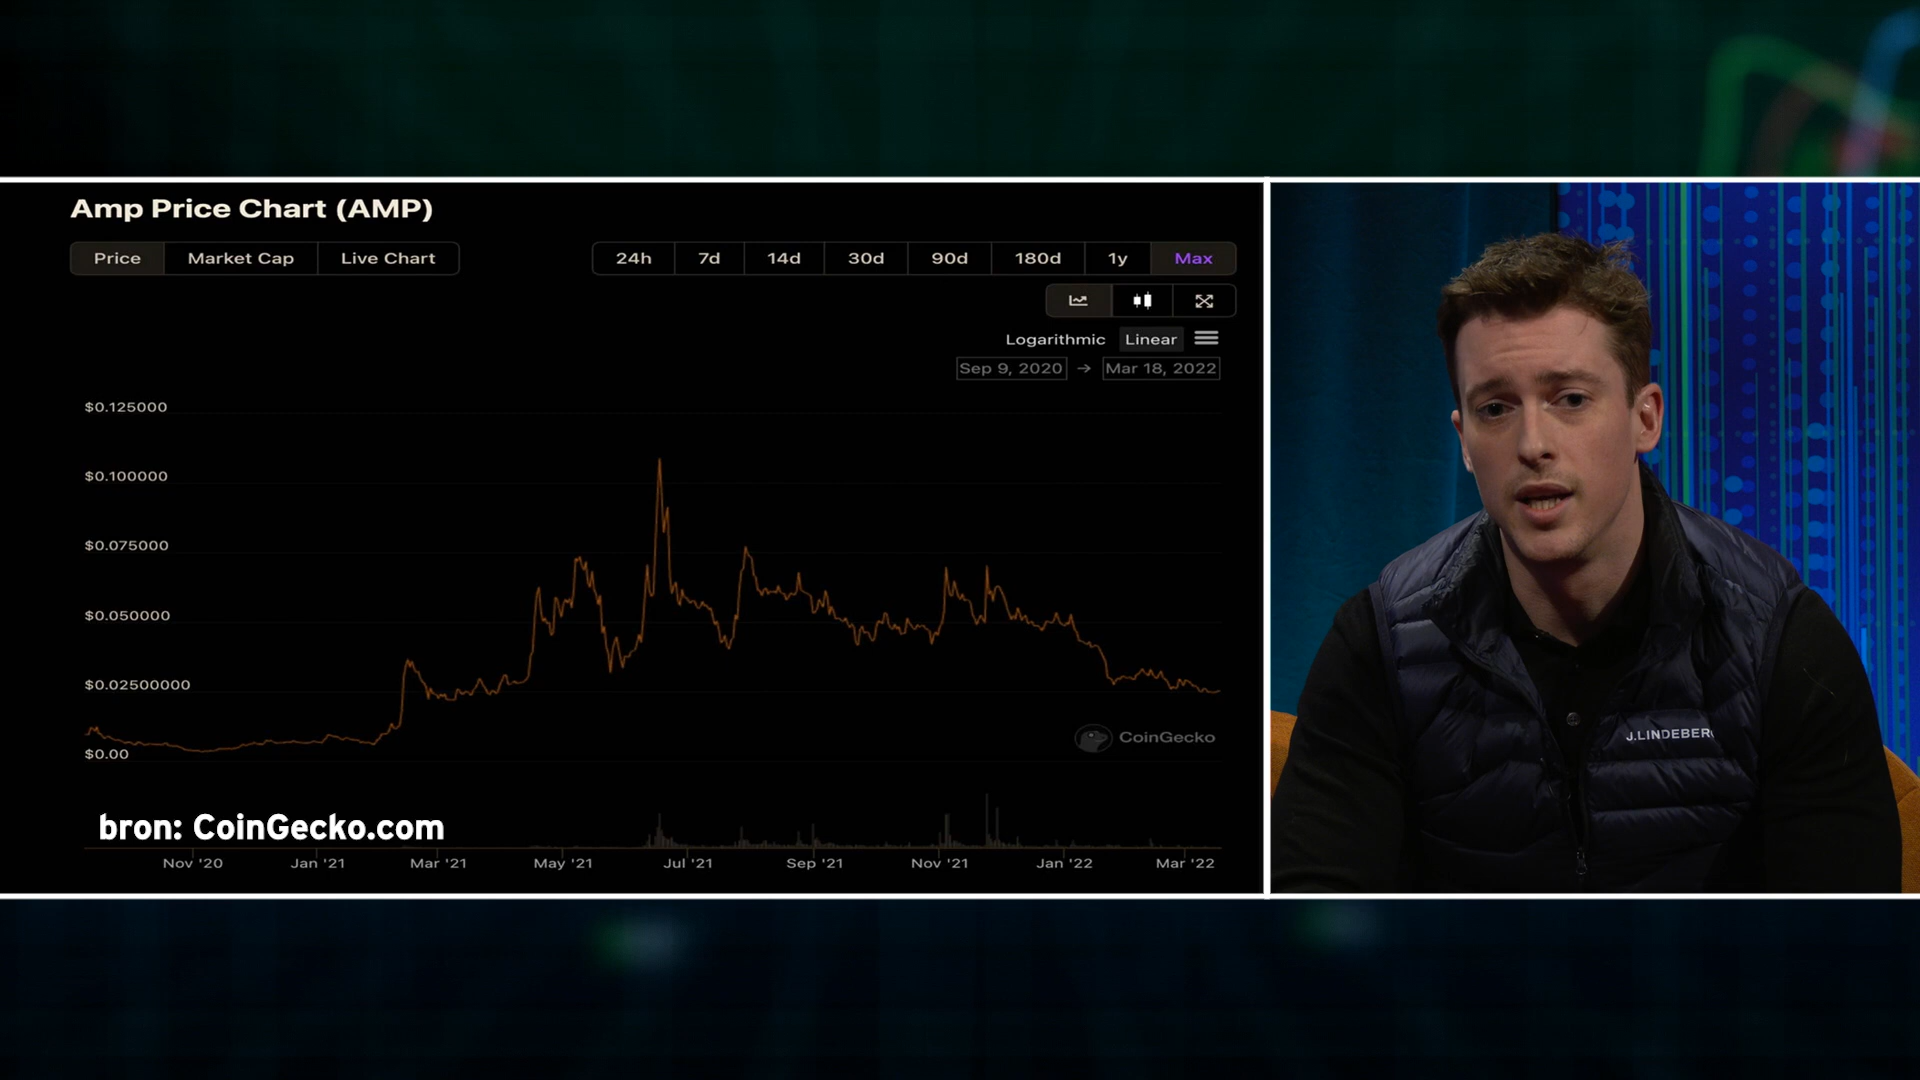 Amp Price Chart (AMP)
Price Market Cap Live Chart 24h 7d 14d 30d 90d 180d 1y Max
Logarithmic Linear
Sep 9, 2020 → Mar 18, 2022
$0.125000
$0.100000
$0.075000
$0.050000
$0.02500000
$0.00
CoinGecko
bron: CoinGecko.com
Nov '20 Jan '21 Mar '21 May '21 Jul '21 Sep '21 Nov '21 Jan '22 Mar '22
J.LINDEBER